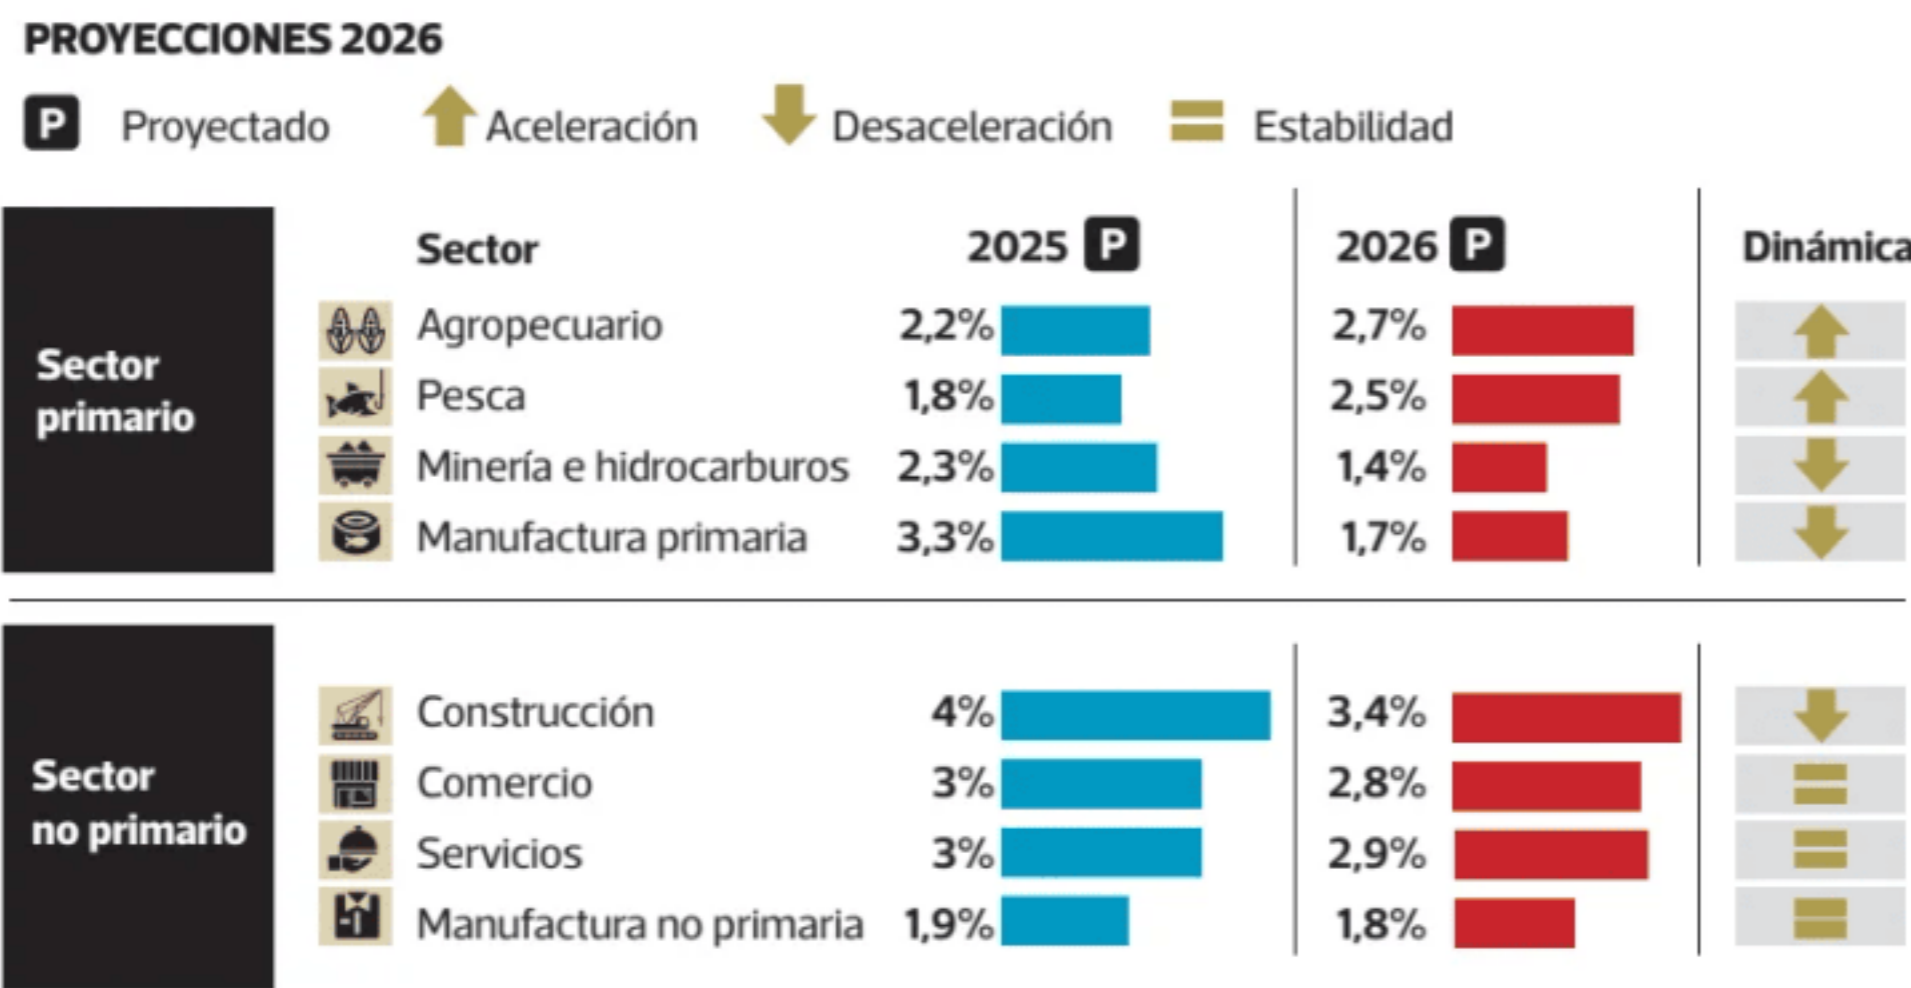 PROYECCIONES 2026
P Proyectado Aceleración Desaceleración Estabilidad
Sector primario
Sector 2025 P 2026 P Dinámica
Agropecuario 2,2% 2,7%
Pesca 1,8% 2,5%
Minería e hidrocarburos 2,3% 1,4%
Manufactura primaria 3,3% 1,7%
Sector
no primario
Construcción 4% 3,4%
Comercio 3% 2,8%
Servicios 3% 2,9%
Manufactura no primaria 1,9% 1,8%